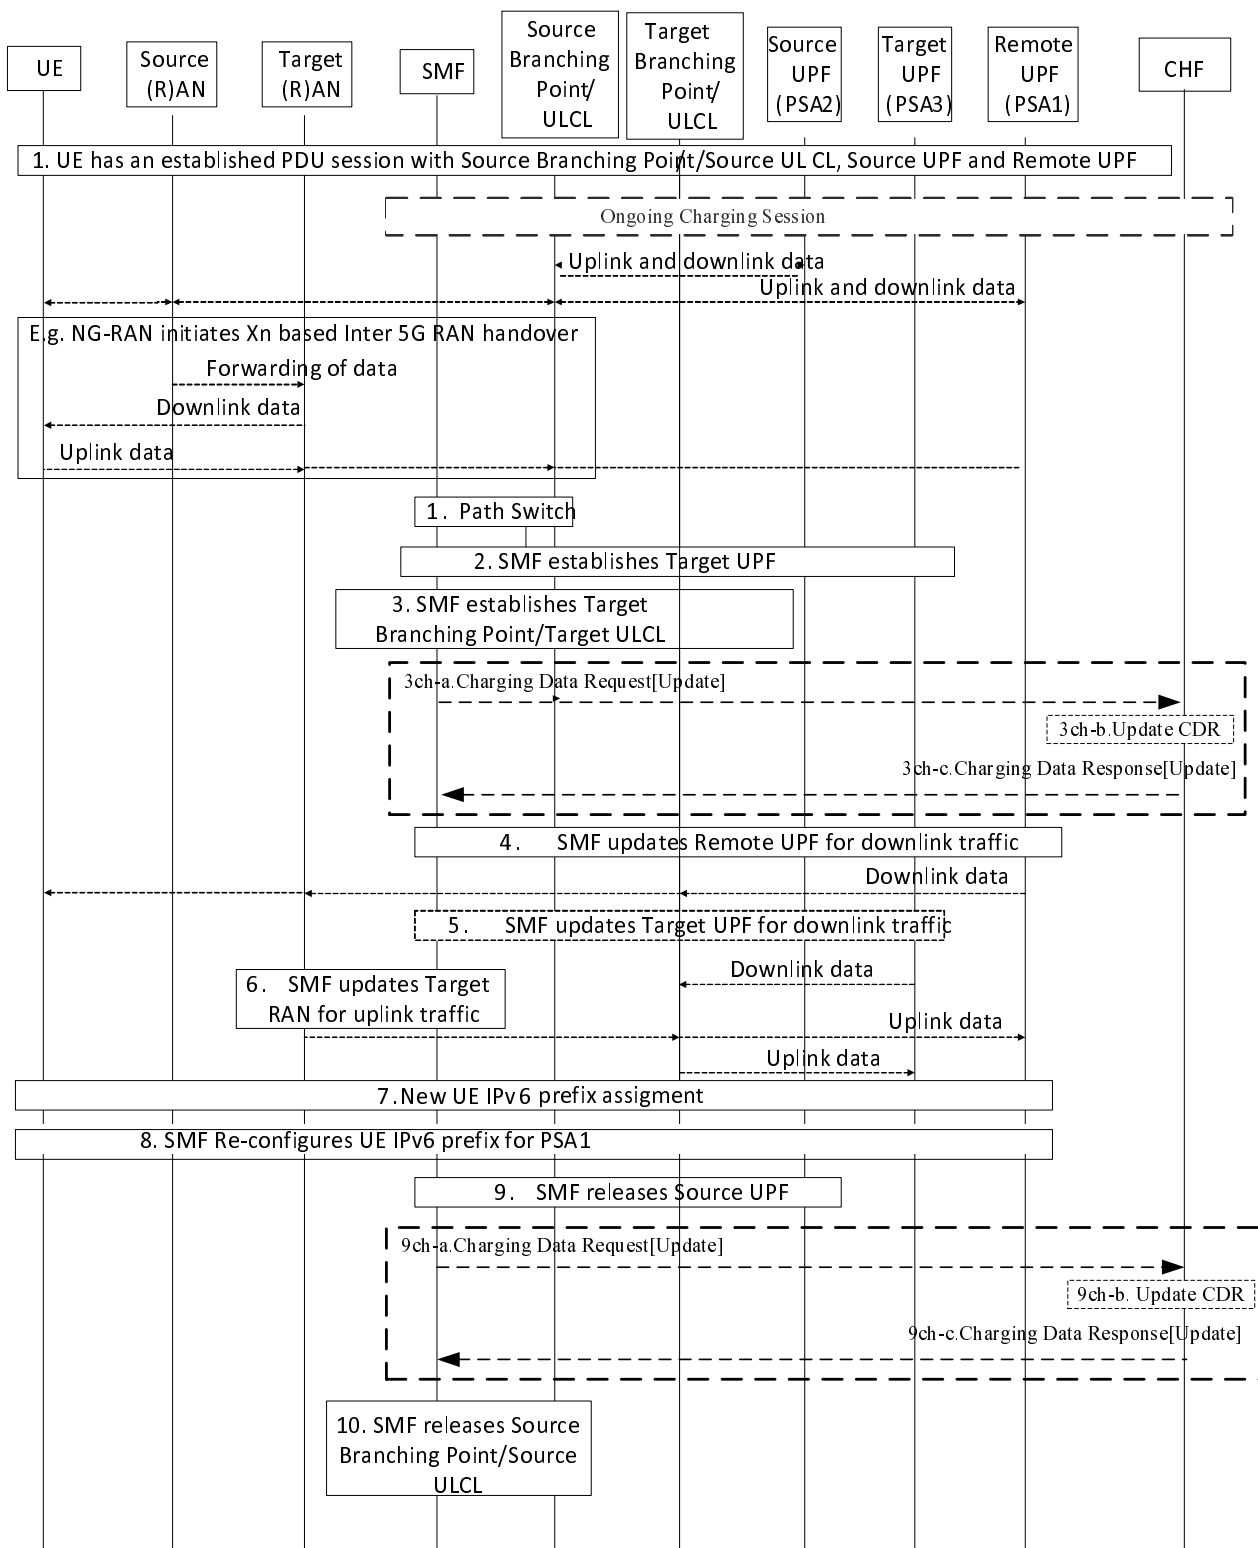 UE
Source
(R)AN
Target
(R)AN
SMF
Source
Branching
Point/
ULCL
Target
Branching
Point/
ULCL
Source
UPF
(PSA2)
Target
UPF
(PSA3)
Remote
UPF
(PSA1)
CHF
1. UE has an established PDU session with Source Branching Point/Source UL CL, Source UPF and Remote UPF
Ongoing Charging Session
Uplink and downlink data
Uplink and downlink data
E.g. NG-RAN initiates Xn based Inter 5G RAN handover
Forwarding of data
Downlink data
Uplink data
1. Path Switch
2. SMF establishes Target UPF
3. SMF establishes Target
Branching Point/Target ULCL
3ch-a.Charging Data Request[Update]
3ch-b.Update CDR
3ch-c.Charging Data Response[Update]
4. SMF updates Remote UPF for downlink traffic
Downlink data
5. SMF updates Target UPF for downlink traffic
Downlink data
6. SMF updates Target
RAN for uplink traffic
Uplink data
Uplink data
7.New UE IPv6 prefix assigment
8. SMF Re-configures UE IPv6 prefix for PSA1
9. SMF releases Source UPF
9ch-a.Charging Data Request[Update]
9ch-b. Update CDR
9ch-c.Charging Data Response[Update]
10. SMF releases Source
Branching Point/Source
ULCL